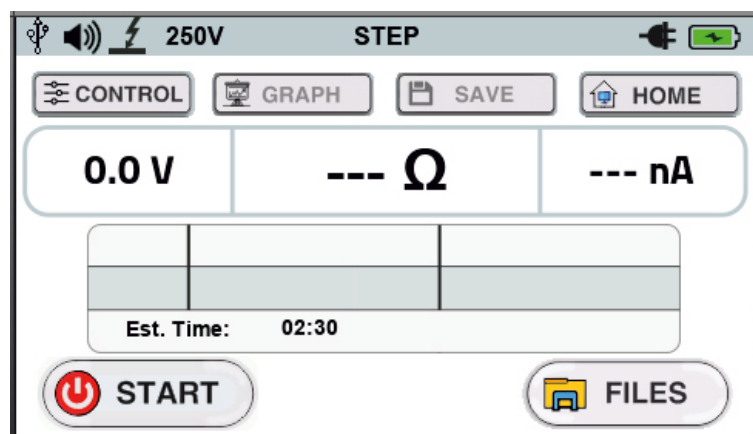 250V STEP
CONTROL GRAPH SAVE HOME
0.0 V --- Ω --- nA
Est. Time: 02:30
START FILES